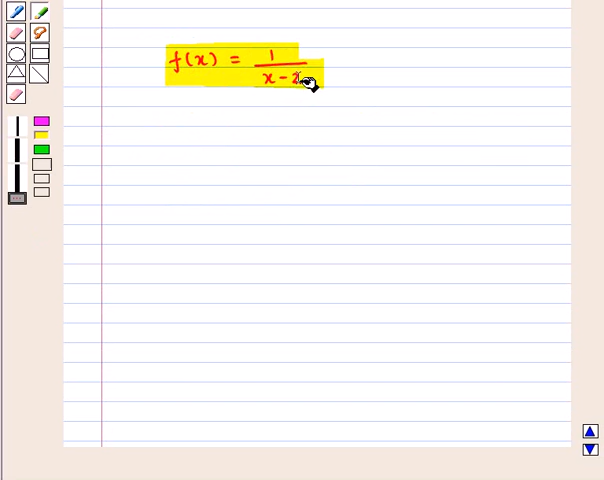 f(x) = 1/(x-2